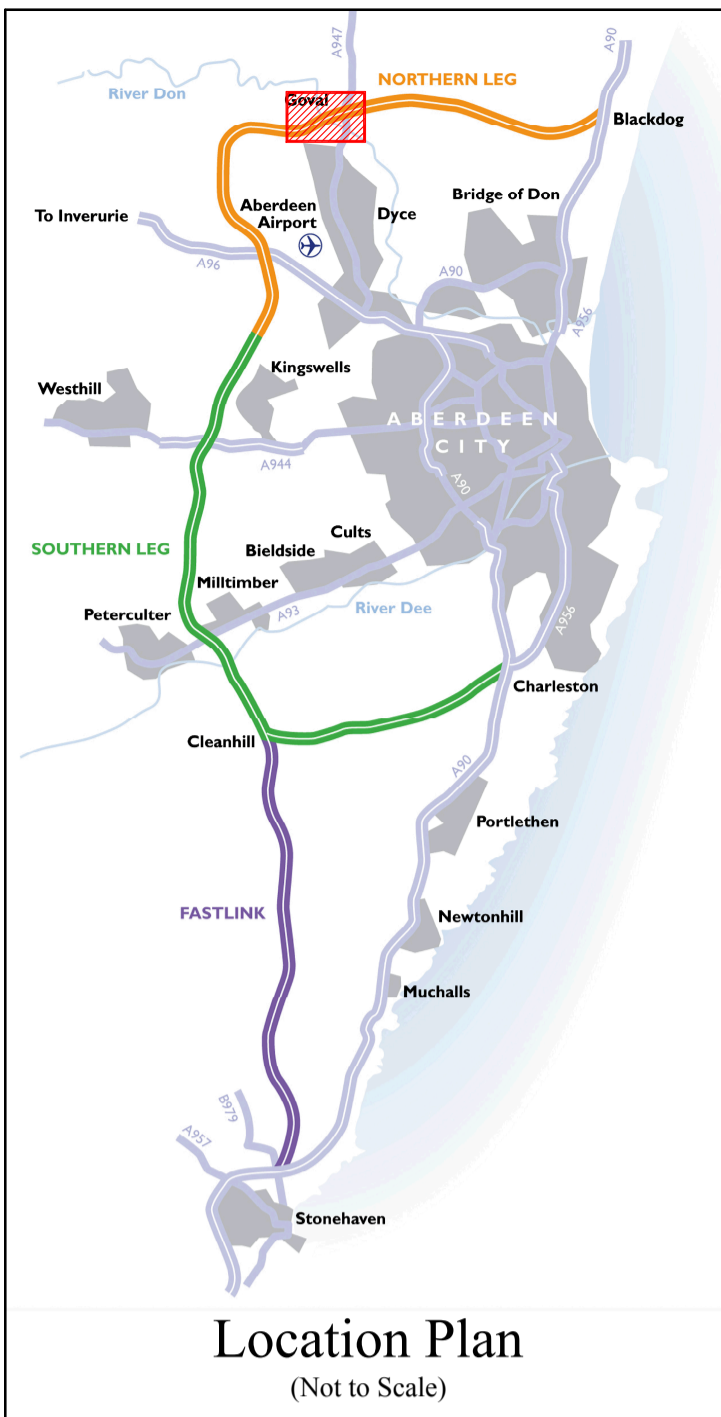 A947
A90
NORTHERN LEG
River Don
Goval
Blackdog
Bridge of Don
Aberdeen
Airport
Dyce
To Inverurie
A96
A90
A956
Kingswells
Westhill
ABERDEEN
CITY
A944
A90
SOUTHERN LEG
Cults
Bieldside
Milltimber
Peterculter
A93
River Dee
A956
Charleston
Cleanhill
A90
Portlethen
FASTLINK
Newtonhill
Muchalls
B979
A957
Stonehaven
Location Plan
(Not to Scale)